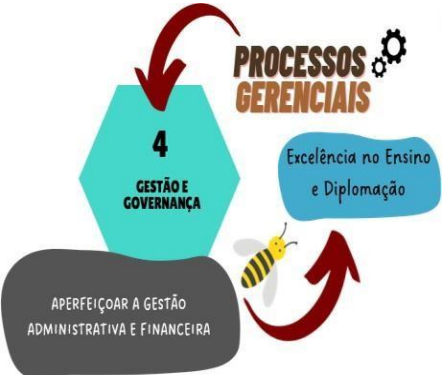 PROCESSOS
GERENCIAIS
4
GESTÃO E
GOVERNANÇA
Excelência no Ensino
e Diplomação
APERFEIÇOAR A GESTÃO
ADMINISTRATIVA E FINANCEIRA